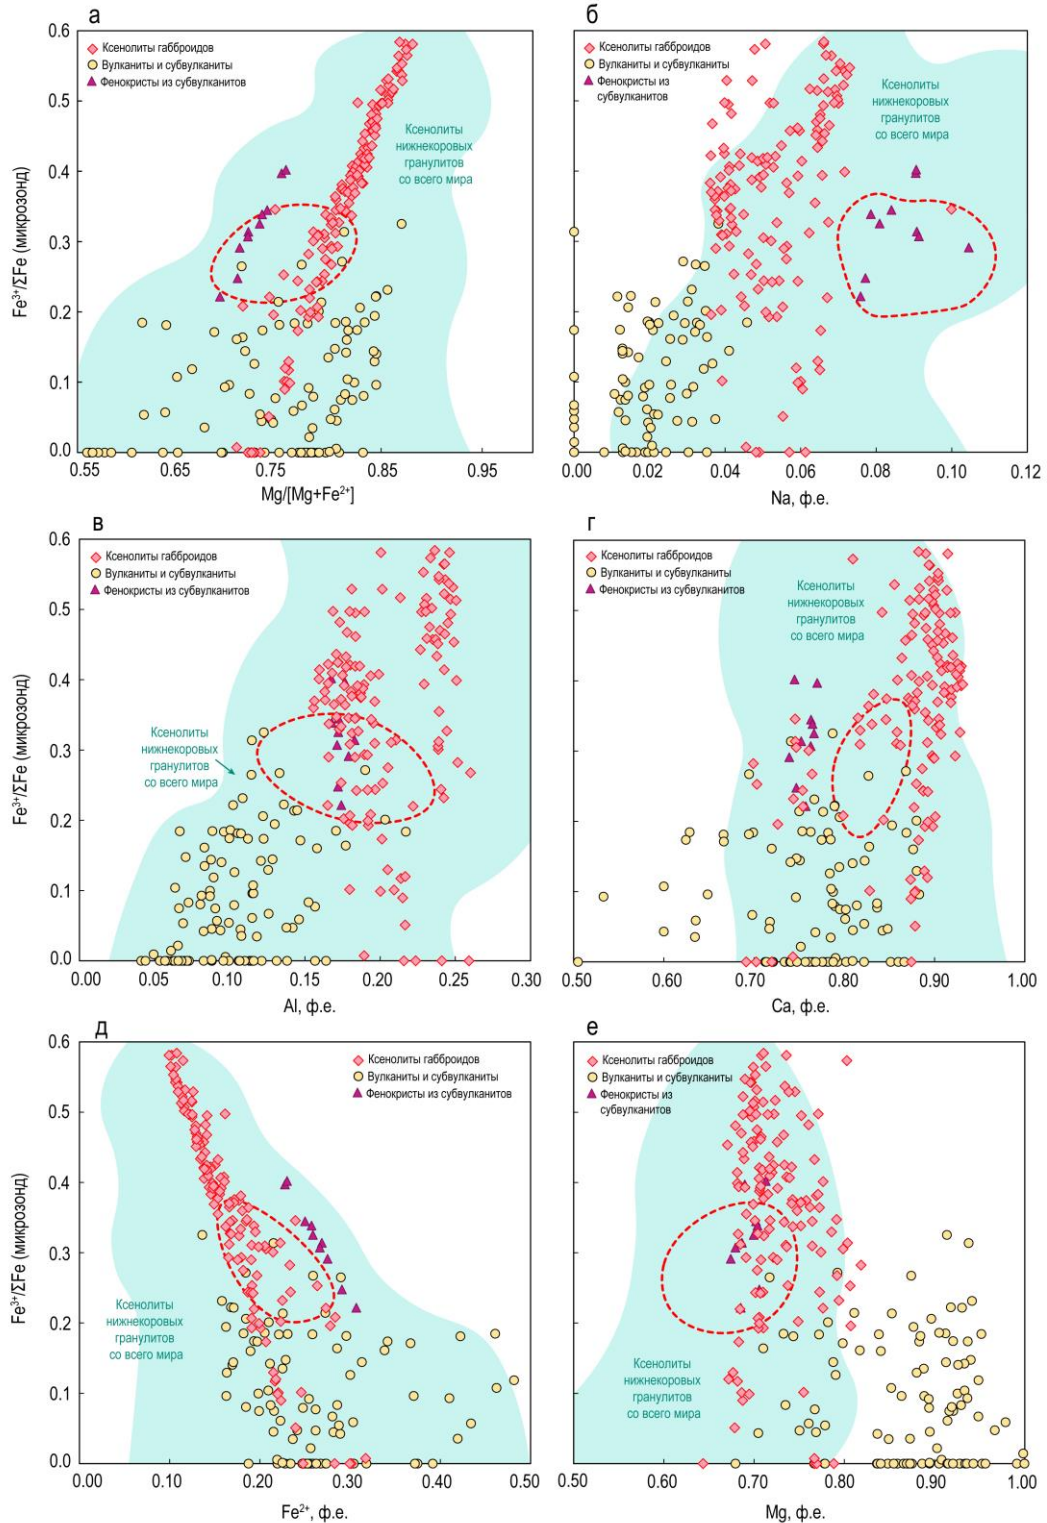 а
0.6
0.5
0.4
0.3
0.2
0.1
0.0
Fe³⁺/ΣFe (микрозонд)
Ксенолиты габброидов
Вулканиты и субвулканиты
Фенокристы из субвулканитов
Ксенолиты
нижнекоровых
гранулитов
со всего мира
0.55 0.65 0.75 0.85 0.95
Mg/[Mg+Fe²⁺]
б
Ксенолиты габброидов
Вулканиты и субвулканиты
Фенокристы из
субвулканитов
Ксенолиты
нижнекоровых
гранулитов
со всего мира
0.00 0.02 0.04 0.06 0.08 0.10 0.12
Na, ф.е.
в
0.6
0.5
0.4
0.3
0.2
0.1
0.0
Fe³⁺/ΣFe (микрозонд)
Ксенолиты габброидов
Вулканиты и субвулканиты
Фенокристы из субвулканитов
Ксенолиты
нижнекоровых
гранулитов
со всего мира
0.00 0.10 0.20 0.25 0.30
Al, ф.е.
г
Ксенолиты габброидов
Вулканиты и субвулканиты
Фенокристы из субвулканитов
Ксенолиты
нижнекоровых
гранулитов
со всего мира
0.50 0.60 0.70 0.80 0.90 1.00
Ca, ф.е.
д
0.6
0.5
0.4
0.3
0.2
0.1
0.0
Fe³⁺/ΣFe (микрозонд)
Ксенолиты габброидов
Вулканиты и субвулканиты
Фенокристы из субвулканитов
Ксенолиты
нижнекоровых
гранулитов
со всего мира
0.00 0.10 0.20 0.30 0.40 0.50
Fe²⁺, ф.е.
е
Ксенолиты габброидов
Вулканиты и субвулканиты
Фенокристы из
субвулканитов
Ксенолиты
нижнекоровых
гранулитов
со всего мира
0.50 0.60 0.70 0.80 0.90 1.00
Mg, ф.е.